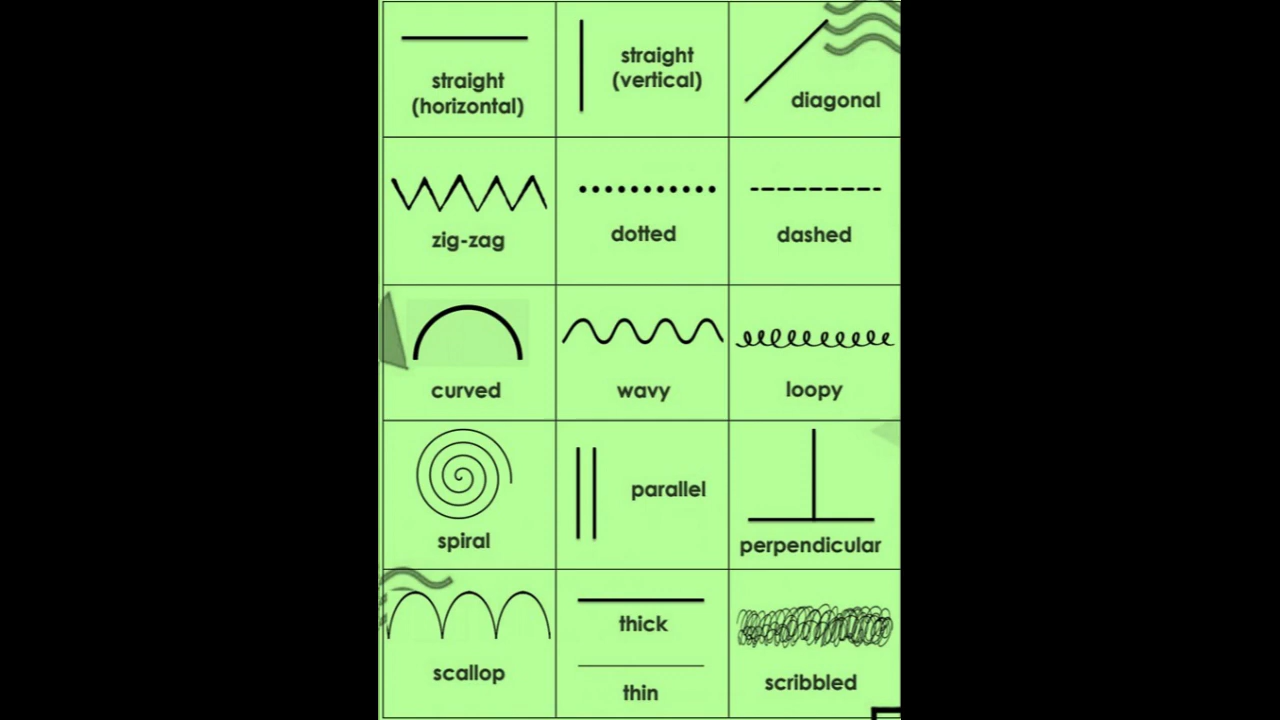 straight
(horizontal)
straight
(vertical)
diagonal
zig-zag
dotted
dashed
curved
wavy
loopy
spiral
parallel
perpendicular
scallop
thick
thin
scribbled